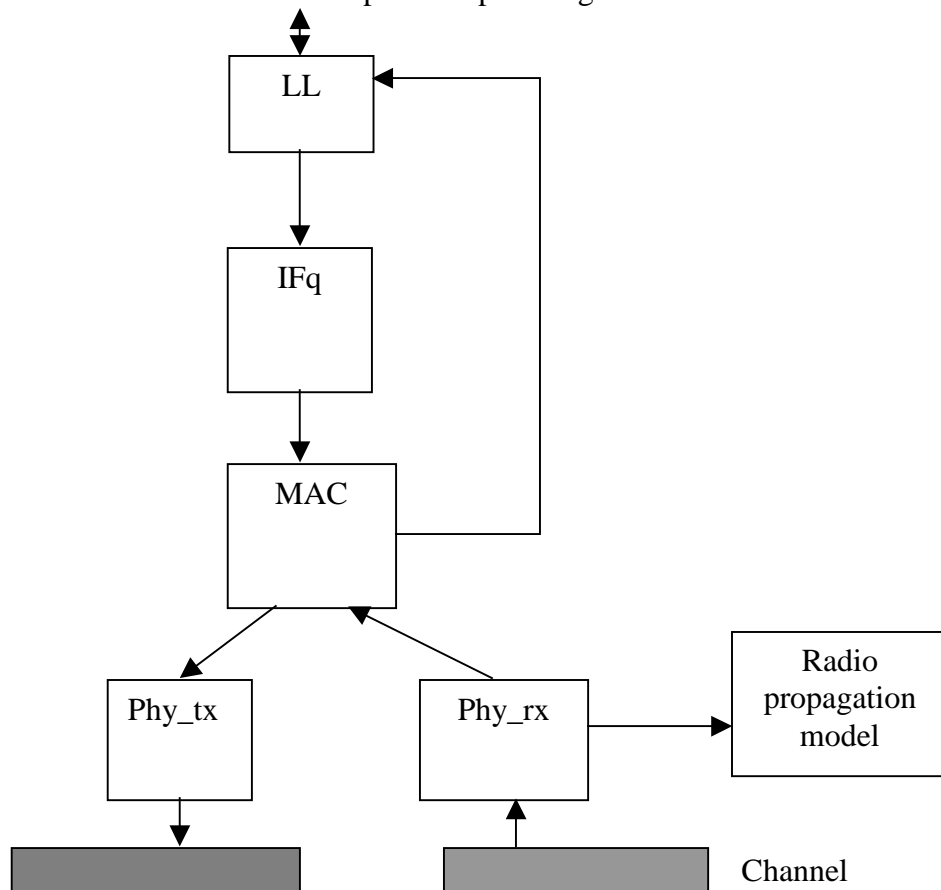 LL
IFq
MAC
Radio
propagation
model
Phy_tx
Phy_rx
Channel